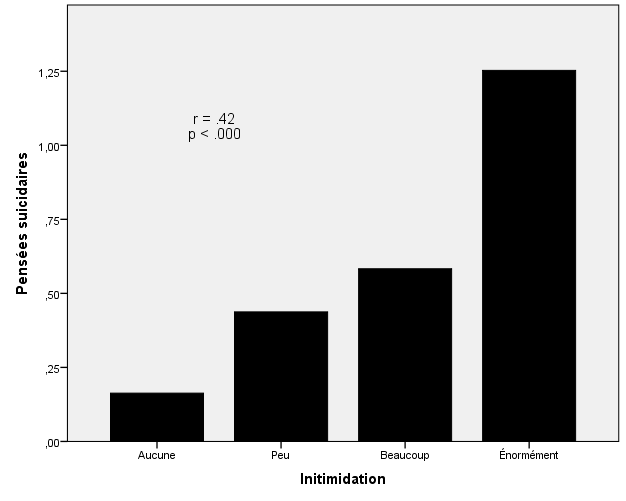 1,25
r = .42
p < .000
1,00
,75
Pensées suicidaires
,50
,25
,00
Aucune Peu Beaucoup Énormément
Initimidation